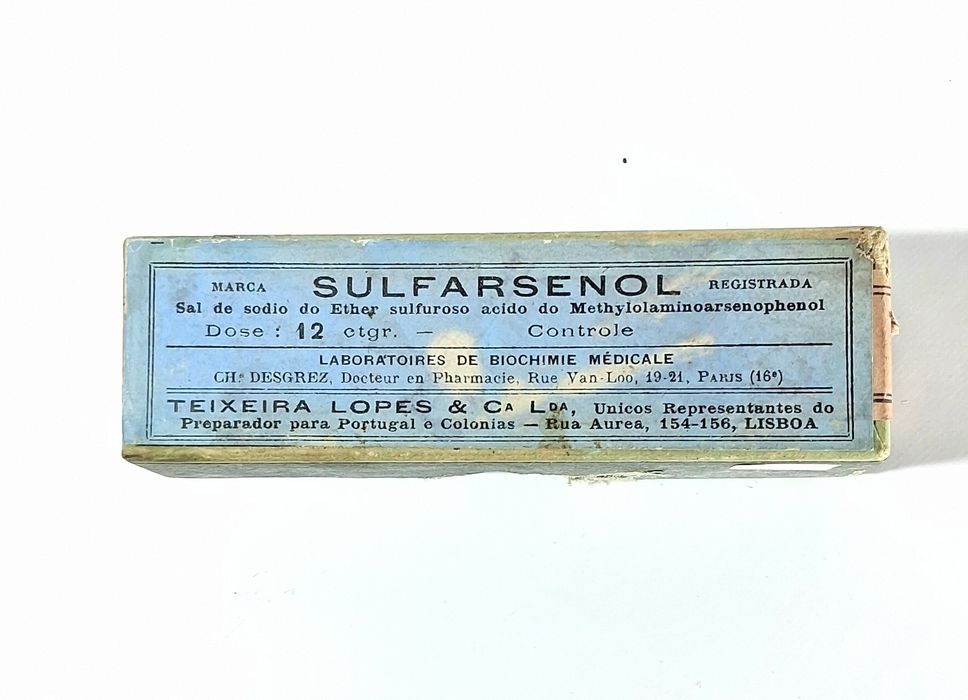 MARCA SULFARSENOL REGISTRADA
Sal de sodio do Ether sulfuroso acido do Methylolaminoarsenophenol
Dose : 12 ctgr. — Controle
LABORATOIRES DE BIOCHIMIE MÉDICALE
CH. DESGREZ, Docteur en Pharmacie, Rue Van-Loo, 19-21, PARIS (16e)
TEIXEIRA LOPES & CA LDA, Unicos Representantes do
Preparador para Portugal e Colonias — Rua Aurea, 154-156, LISBOA